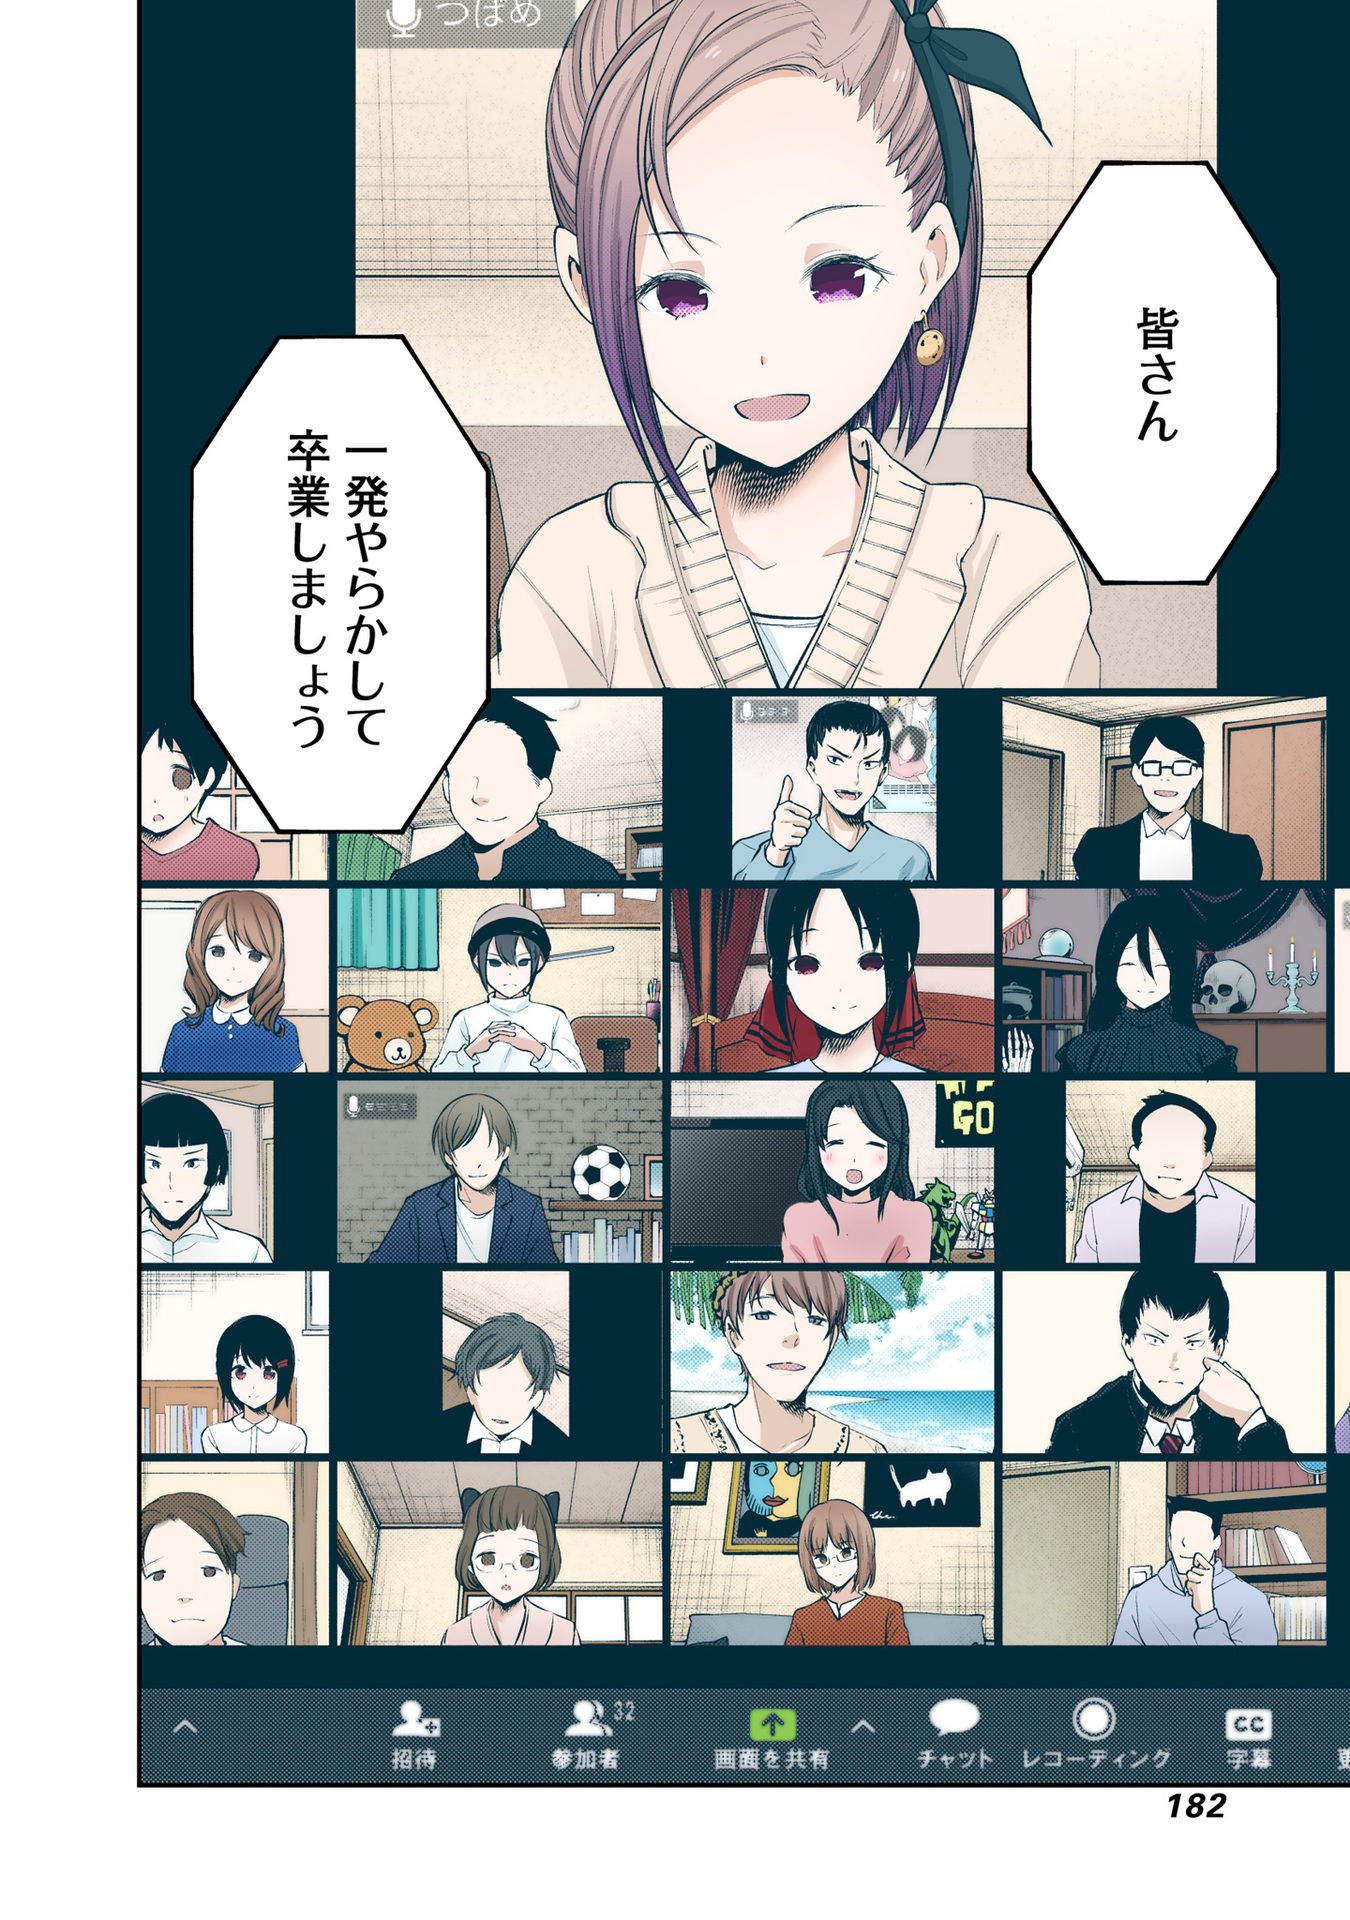 つばめ
皆さん
一発やらかして
卒業しましょう
GO
the
招待
参加者
32
画面を共有
チャット
レコーディング
CC
字幕
182